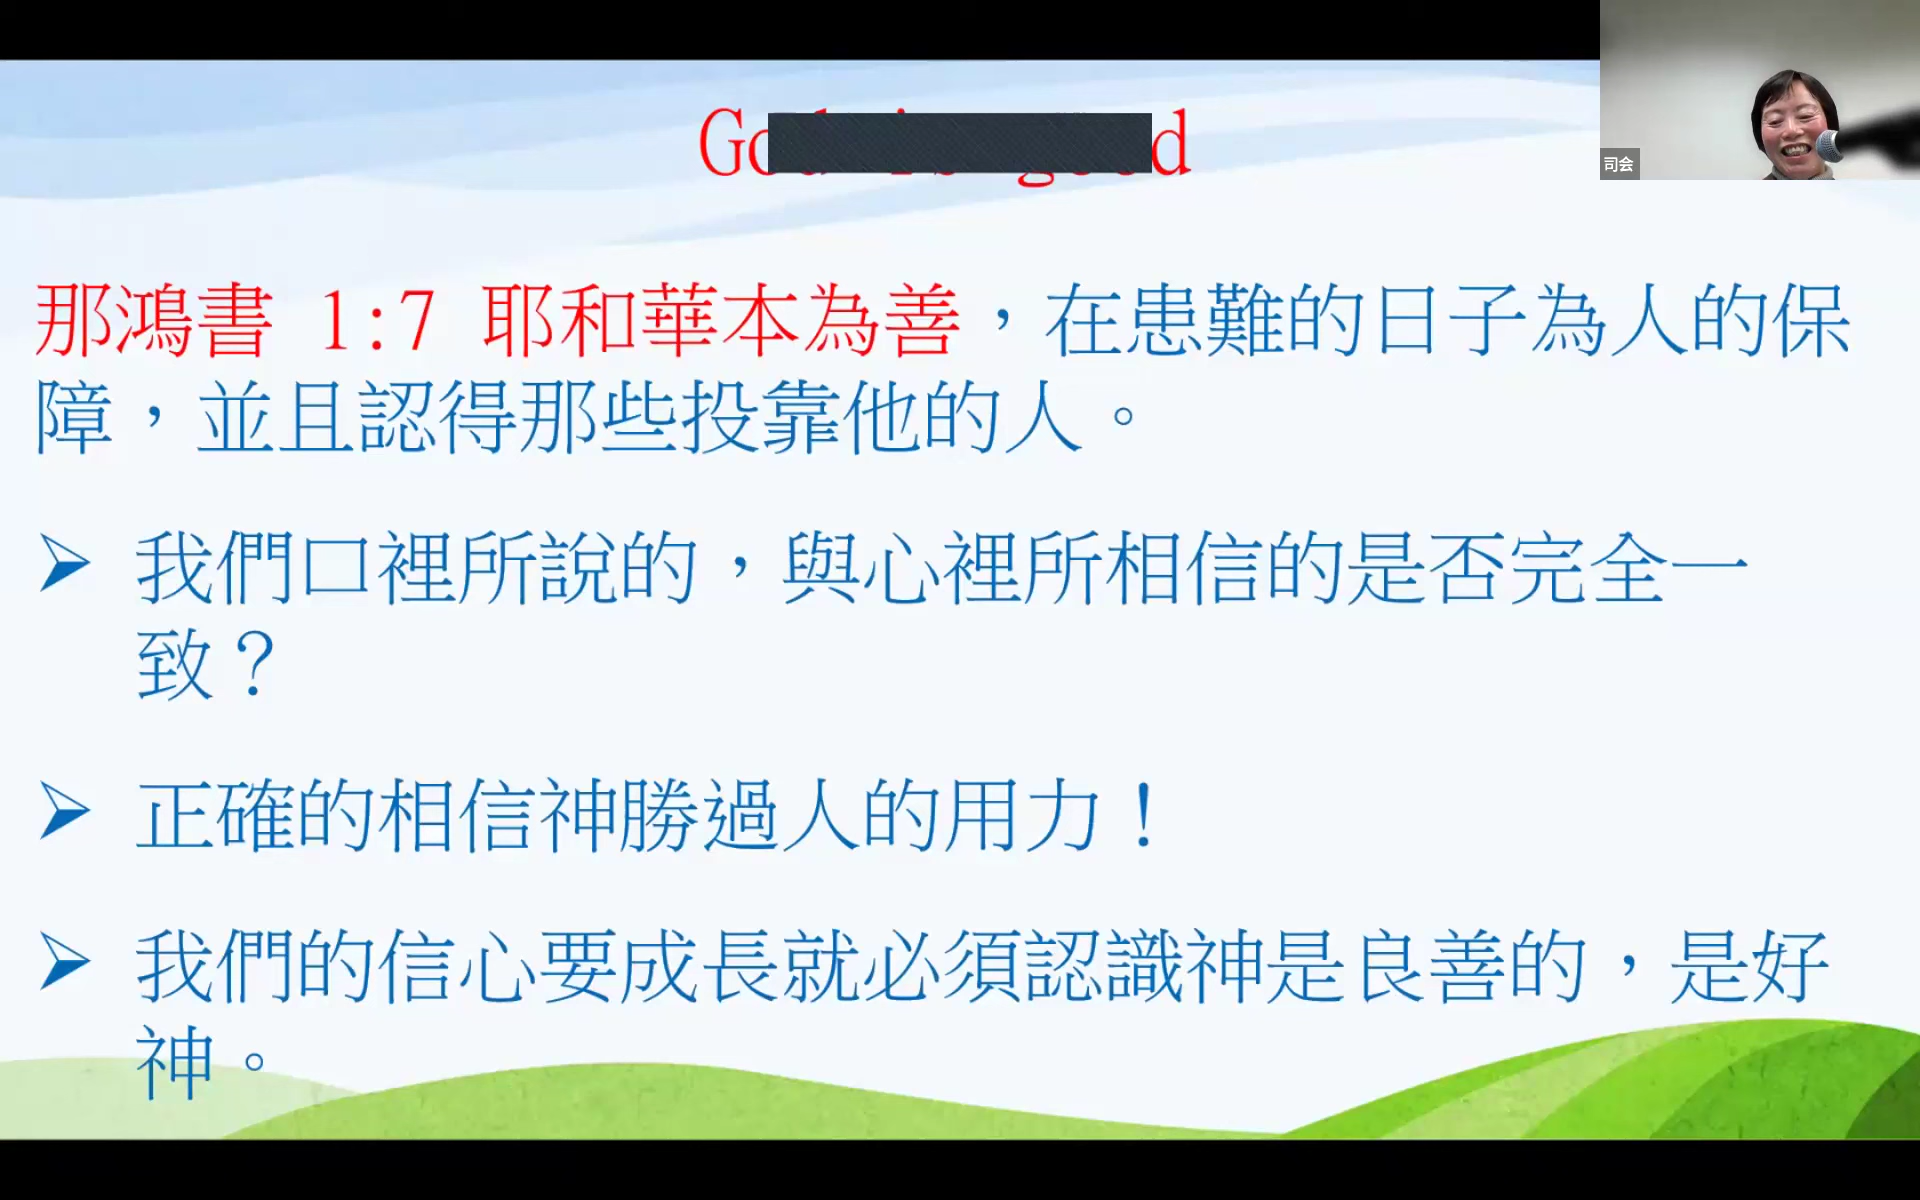 司会
那鴻書 1:7 耶和華本為善，在患難的日子為人的保
障，並且認得那些投靠他的人。
➢ 我們口裡所說的，與心裡所相信的是否完全一
致？
➢ 正確的相信神勝過人的用力！
➢ 我們的信心要成長就必須認識神是良善的，是好
神。